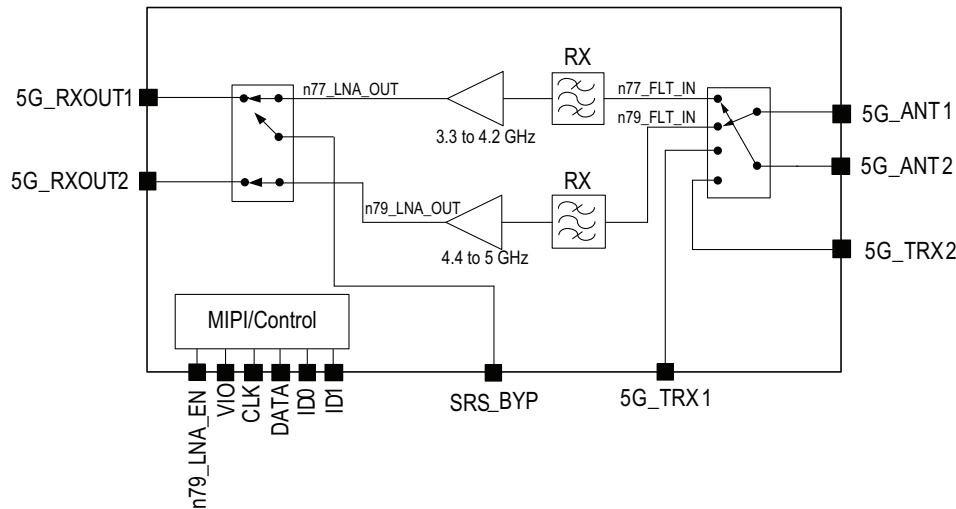 RX
5G_RXOUT1
n77_LNA_OUT
n77_FLT_IN
5G_ANT1
n79_FLT_IN
3.3 to 4.2 GHz
5G_RXOUT2
5G_ANT2
RX
n79_LNA_OUT
5G_TRX2
4.4 to 5 GHz
MIPI/Control
n79_LNA_EN
VIO
CLK
DATA
ID0
ID1
SRS_BYP
5G_TRX1